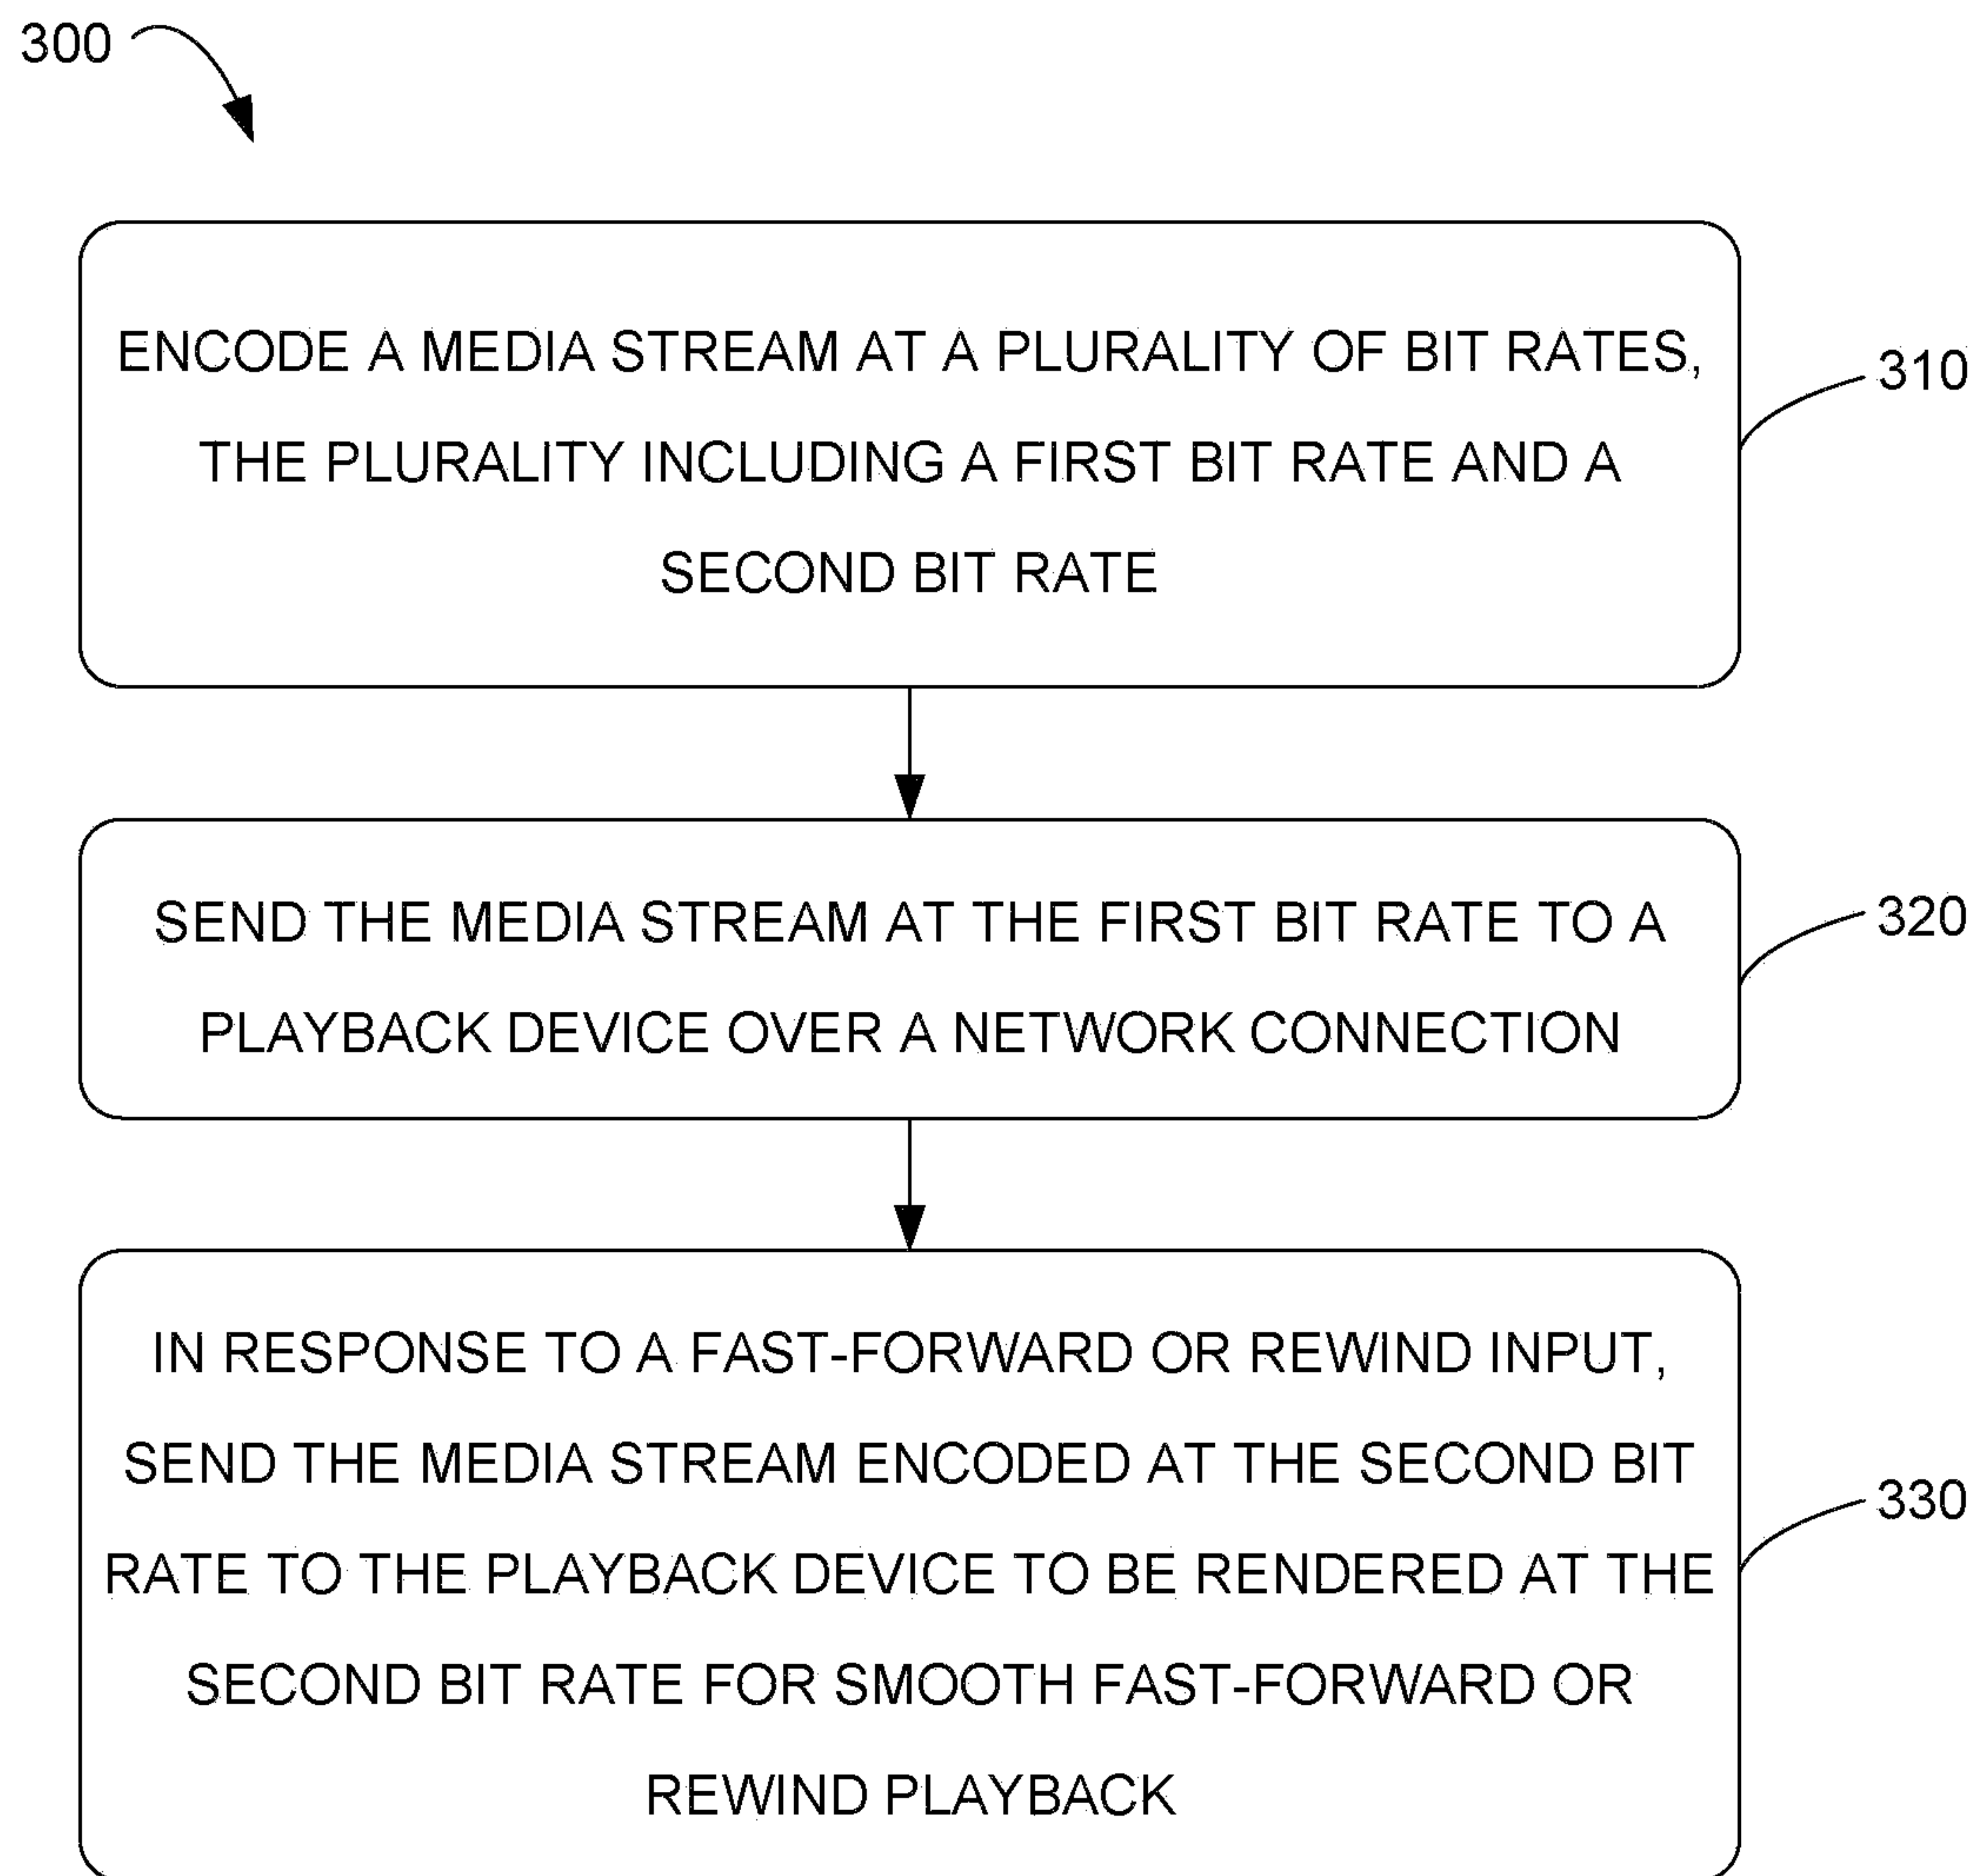 300
ENCODE A MEDIA STREAM AT A PLURALITY OF BIT RATES,
THE PLURALITY INCLUDING A FIRST BIT RATE AND A
SECOND BIT RATE
310
SEND THE MEDIA STREAM AT THE FIRST BIT RATE TO A
PLAYBACK DEVICE OVER A NETWORK CONNECTION
320
IN RESPONSE TO A FAST-FORWARD OR REWIND INPUT,
SEND THE MEDIA STREAM ENCODED AT THE SECOND BIT
RATE TO THE PLAYBACK DEVICE TO BE RENDERED AT THE
SECOND BIT RATE FOR SMOOTH FAST-FORWARD OR
REWIND PLAYBACK
330